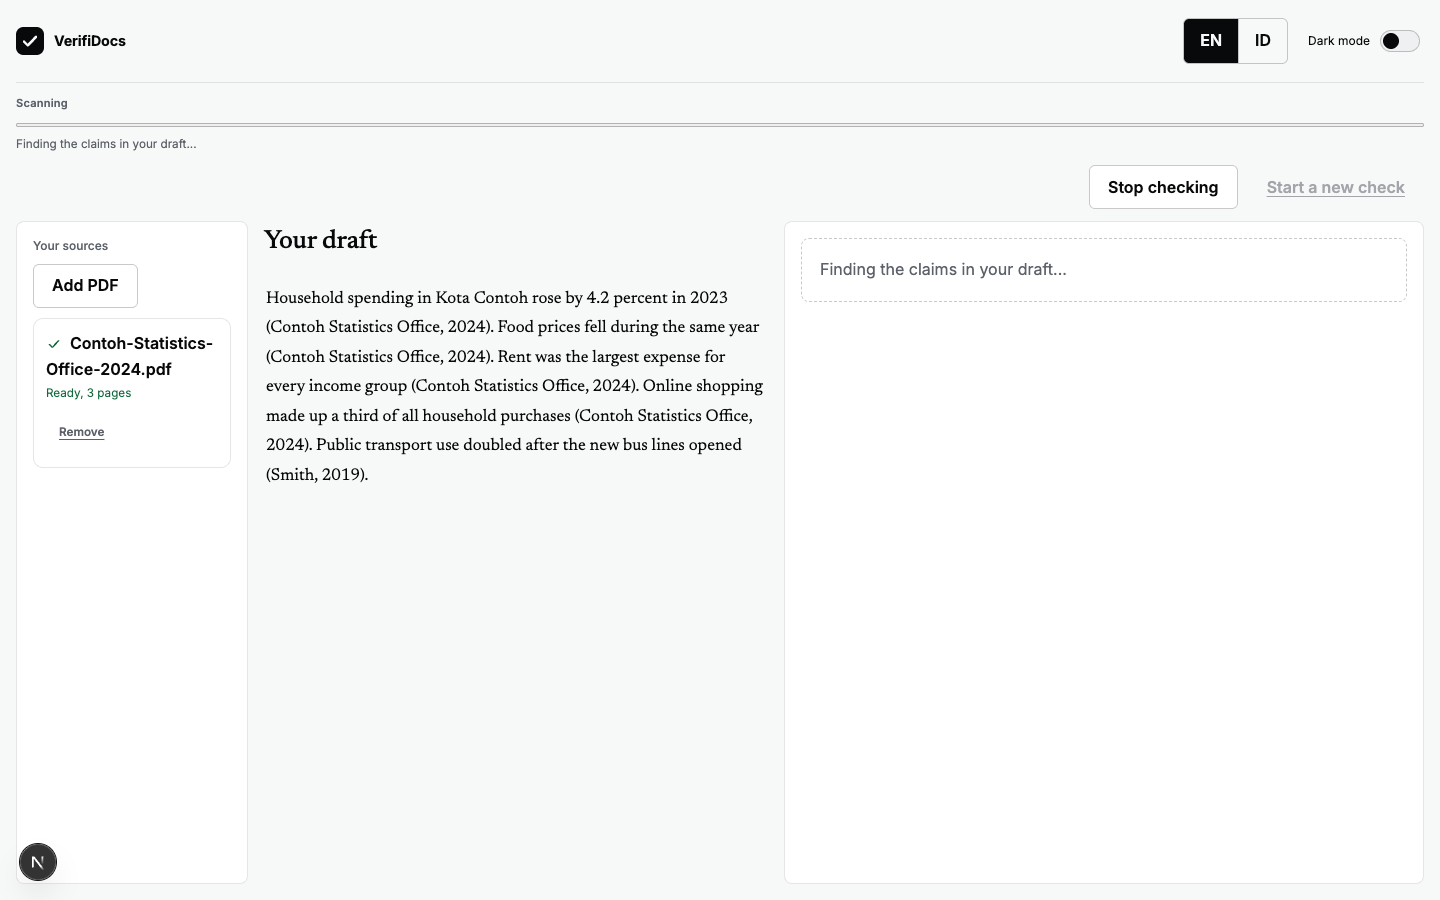 VerifiDocs
EN
ID
Dark mode
Scanning
Finding the claims in your draft...
Stop checking
Start a new check
Your sources
Add PDF
Contoh-Statistics-
Office-2024.pdf
Ready, 3 pages
Remove
Your draft
Household spending in Kota Contoh rose by 4.2 percent in 2023
(Contoh Statistics Office, 2024). Food prices fell during the same year
(Contoh Statistics Office, 2024). Rent was the largest expense for
every income group (Contoh Statistics Office, 2024). Online shopping
made up a third of all household purchases (Contoh Statistics Office,
2024). Public transport use doubled after the new bus lines opened
(Smith, 2019).
Finding the claims in your draft...
N